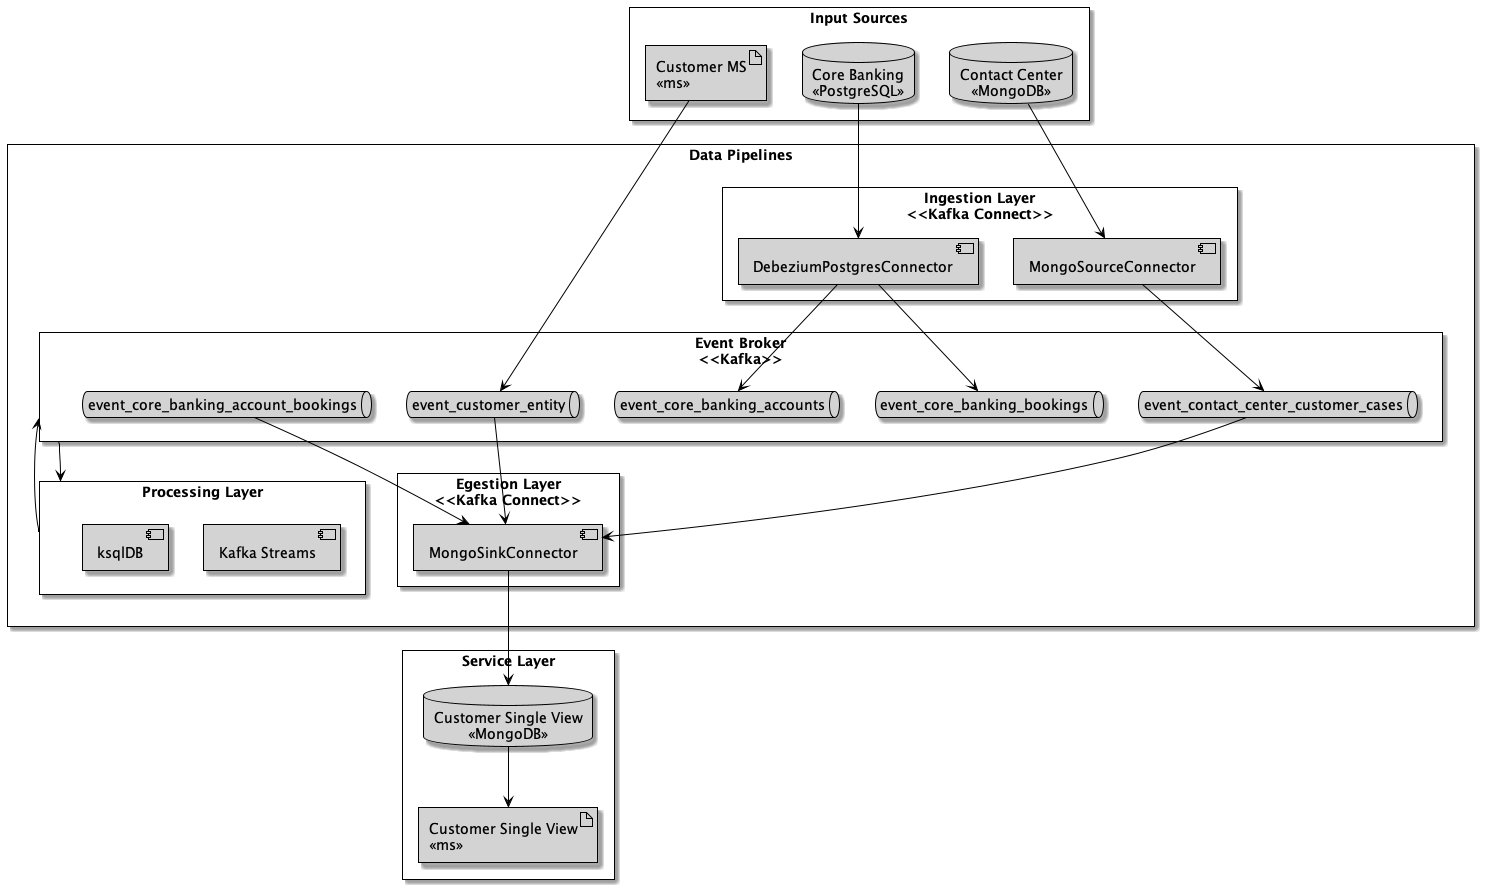 Input Sources
Customer MS
«ms»
Core Banking
«PostgreSQL»
Contact Center
«MongoDB»
Data Pipelines
Ingestion Layer
<<Kafka Connect>>
DebeziumPostgresConnector
MongoSourceConnector
Event Broker
<<Kafka>>
event_core_banking_account_bookings
event_customer_entity
event_core_banking_accounts
event_core_banking_bookings
event_contact_center_customer_cases
Processing Layer
ksqlDB
Kafka Streams
Egestion Layer
<<Kafka Connect>>
MongoSinkConnector
Service Layer
Customer Single View
«MongoDB»
Customer Single View
«ms»